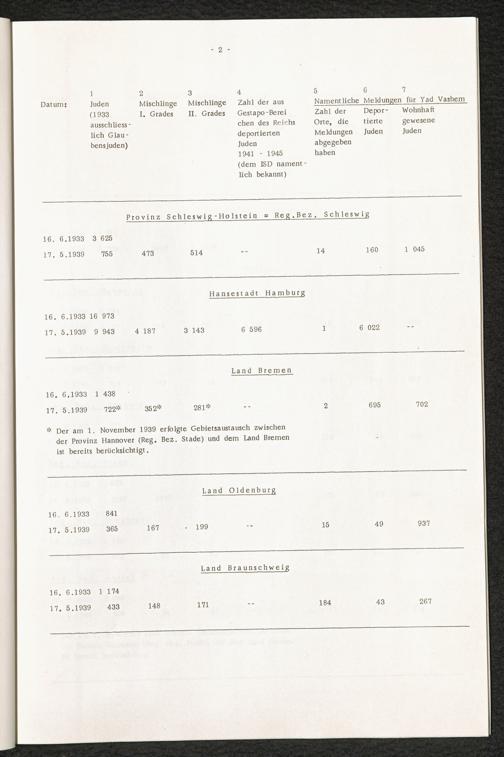 - 2 -
1 2 3 4 5 6 7
Datum: Juden Mischlinge Mischlinge Zahl der aus Namentliche Meldungen für Yad Vashem
(1933 I. Grades II. Grades Gestapo-Berei Zahl der Depor- Wohnhaft
ausschliess- chen des Reichs Orte, die tierte gewesene
lich Glau- deportierten Meldungen Juden Juden
bensjuden) Juden abgegeben
1941 - 1945 haben
(dem ISD nament-
lich bekannt)
Provinz Schleswig-Holstein = Reg.Bez. Schleswig
16. 6.1933 3 625
17. 5.1939 755 473 514 -- 14 160 1 045
Hansestadt Hamburg
16. 6.1933 16 973
17. 5.1939 9 943 4 187 3 143 6 596 1 6 022 --
Land Bremen
16. 6.1933 1 438
17. 5.1939 722* 352* 281* -- 2 695 702
* Der am 1. November 1939 erfolgte Gebietsaustausch zwischen
der Provinz Hannover (Reg. Bez. Stade) und dem Land Bremen
ist bereits berücksichtigt.
Land Oldenburg
16. 6.1933 841
17. 5.1939 365 167 199 -- 15 49 937
Land Braunschweig
16. 6.1933 1 174
17. 5.1939 433 148 171 -- 184 43 267